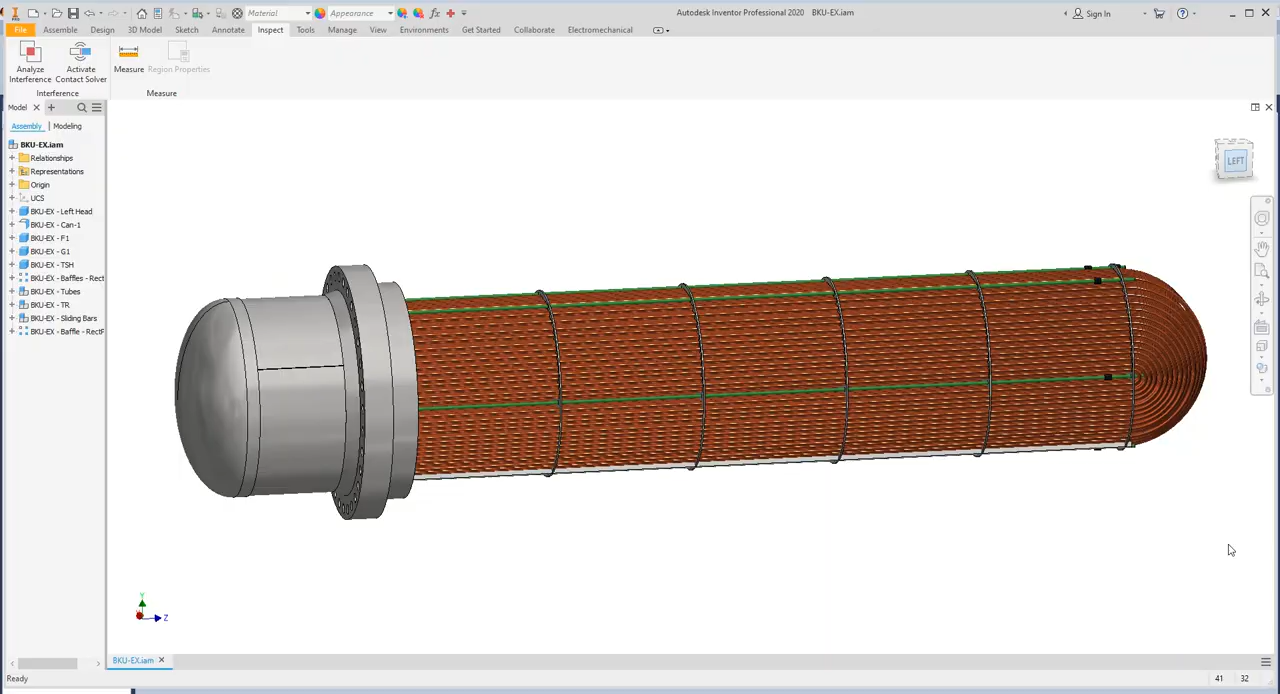 Material
Appearance
Autodesk Inventor Professional 2020 BKU-EX.iam
Sign In
File Assemble Design 3D Model Sketch Annotate Inspect Tools Manage View Environments Get Started Collaborate Electromechanical
Analyze Interference
Activate Contact Solver
Measure
Region Properties
Interference
Measure
Model
Assembly | Modeling
BKU-EX.iam
Relationships
Representations
Origin
UCS
BKU-EX - Left Head
BKU-EX - Can-1
BKU-EX - F1
BKU-EX - G1
BKU-EX - TSH
BKU-EX - Baffles - Rect
BKU-EX - Tubes
BKU-EX - TR
BKU-EX - Sliding Bars
BKU-EX - Baffle - RectF
LEFT
Y
Z
BKU-EX.iam
Ready
41 32